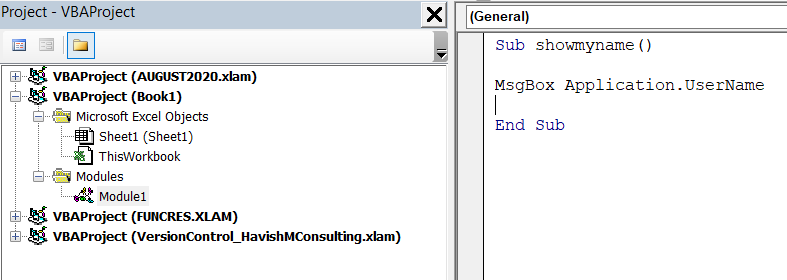 Project - VBAProject
VBAProject (AUGUST2020.xlam)
VBAProject (Book1)
Microsoft Excel Objects
Sheet1 (Sheet1)
ThisWorkbook
Modules
Module1
VBAProject (FUNCRES.XLAM)
VBAProject (VersionControl_HavishMConsulting.xlam)
(General)
Sub showmyname()
MsgBox Application.UserName
End Sub